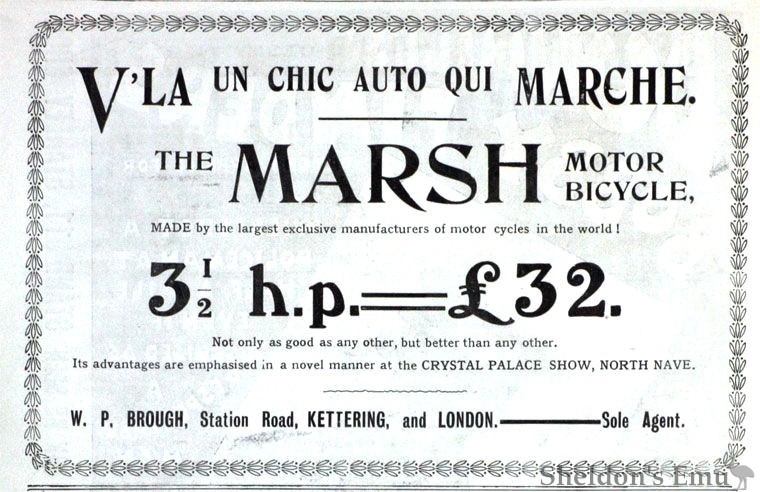 V'LA UN CHIC AUTO QUI MARCHE.
THE MARSH MOTOR BICYCLE,
MADE by the largest exclusive manufacturers of motor cycles in the world!
3½ h.p.=£32.
Not only as good as any other, but better than any other.
Its advantages are emphasised in a novel manner at the CRYSTAL PALACE SHOW, NORTH NAVE.
W. P. BROUGH, Station Road, KETTERING, and LONDON.———Sole Agent.
Sheldon's Emu